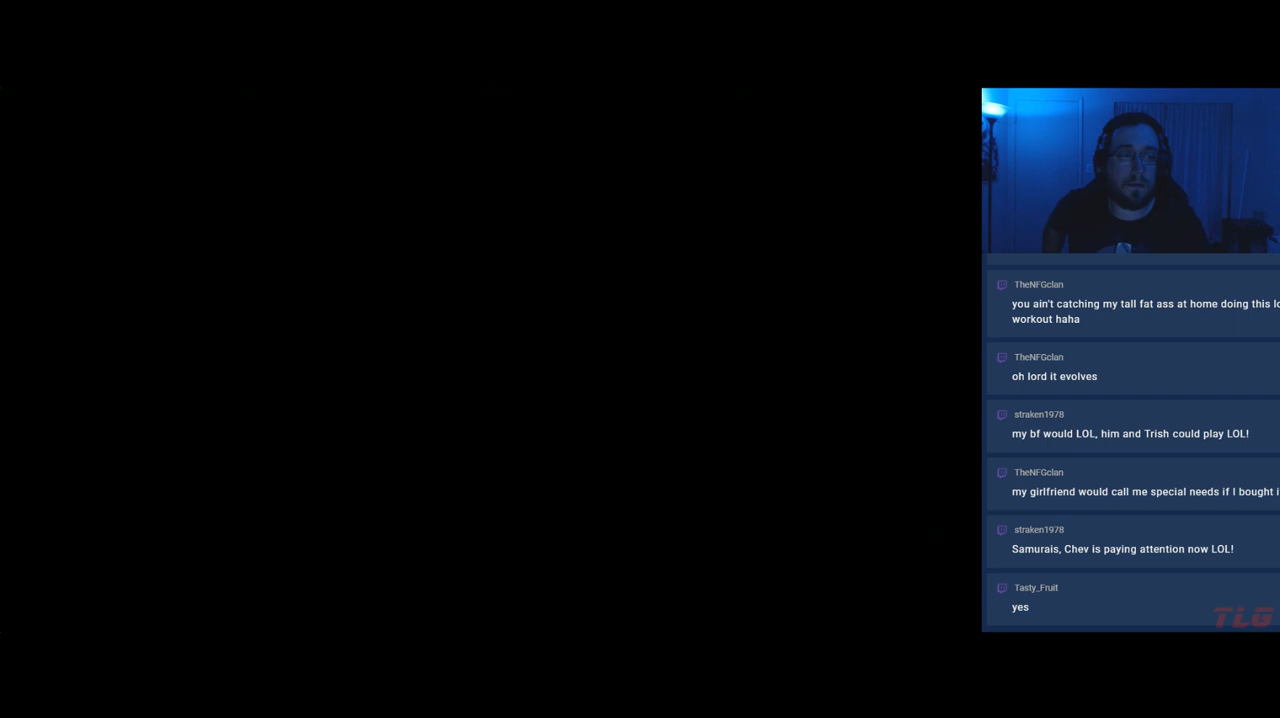 TheNFGclan
you ain't catching my tall fat ass at home doing this
workout haha
TheNFGclan
oh lord it evolves
straken1978
my bf would LOL, him and Trish could play LOL!
TheNFGclan
my girlfriend would call me special needs if I bought
straken1978
Samurais, Chev is paying attention now LOL!
Tasty_Fruit
yes
TLG